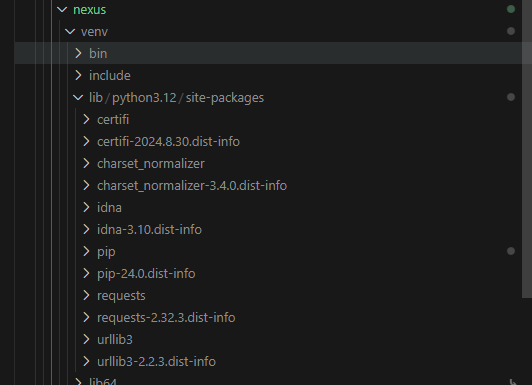 nexus
venv
bin
include
lib / python3.12 / site-packages
certifi
certifi-2024.8.30.dist-info
charset_normalizer
charset_normalizer-3.4.0.dist-info
idna
idna-3.10.dist-info
pip
pip-24.0.dist-info
requests
requests-2.32.3.dist-info
urllib3
urllib3-2.2.3.dist-info
lib64